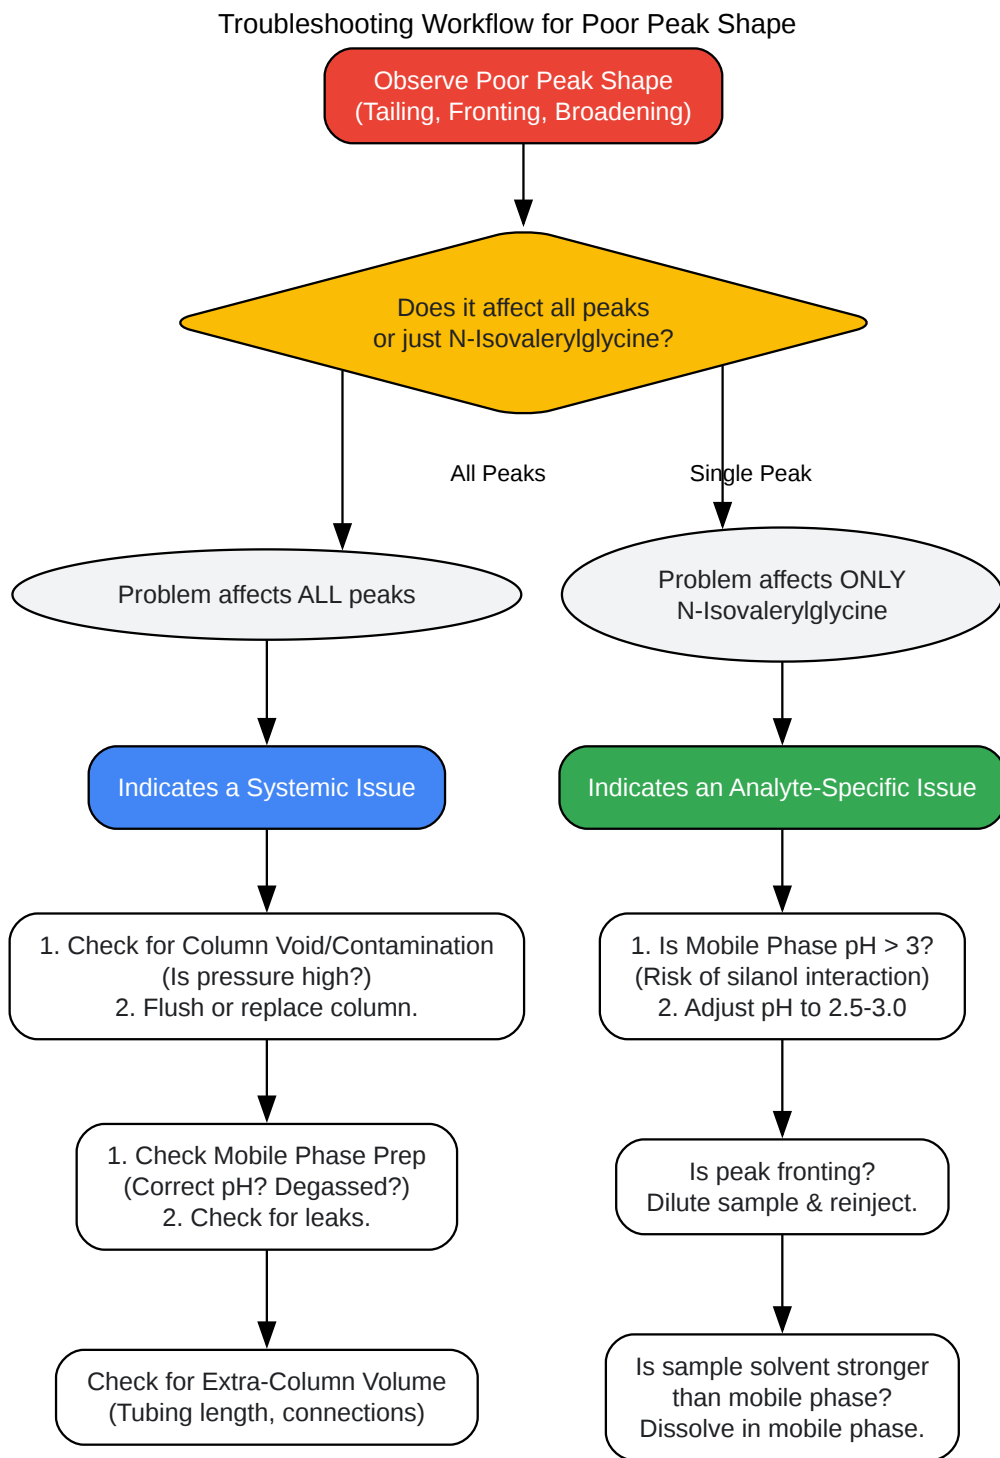 Troubleshooting Workflow for Poor Peak Shape
Observe Poor Peak Shape
(Tailing, Fronting, Broadening)
Does it affect all peaks
or just N-Isovalerylglycine?
All Peaks
Single Peak
Problem affects ALL peaks
Problem affects ONLY
N-Isovalerylglycine
Indicates a Systemic Issue
Indicates an Analyte-Specific Issue
1. Check for Column Void/Contamination
(Is pressure high?)
2. Flush or replace column.
1. Is Mobile Phase pH > 3?
(Risk of silanol interaction)
2. Adjust pH to 2.5-3.0
1. Check Mobile Phase Prep
(Correct pH? Degassed?)
2. Check for leaks.
Is peak fronting?
Dilute sample & reinject.
Check for Extra-Column Volume
(Tubing length, connections)
Is sample solvent stronger
than mobile phase?
Dissolve in mobile phase.